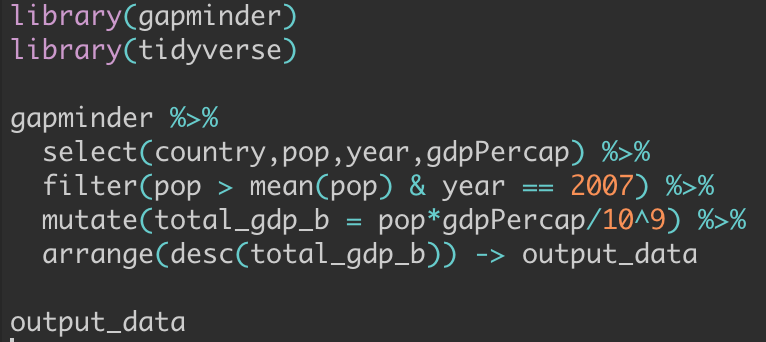 library(gapminder)
library(tidyverse)
gapminder %>%
select(country,pop,year,gdpPercap) %>%
filter(pop > mean(pop) & year == 2007) %>%
mutate(total_gdp_b = pop*gdpPercap/10^9) %>%
arrange(desc(total_gdp_b)) -> output_data
output_data